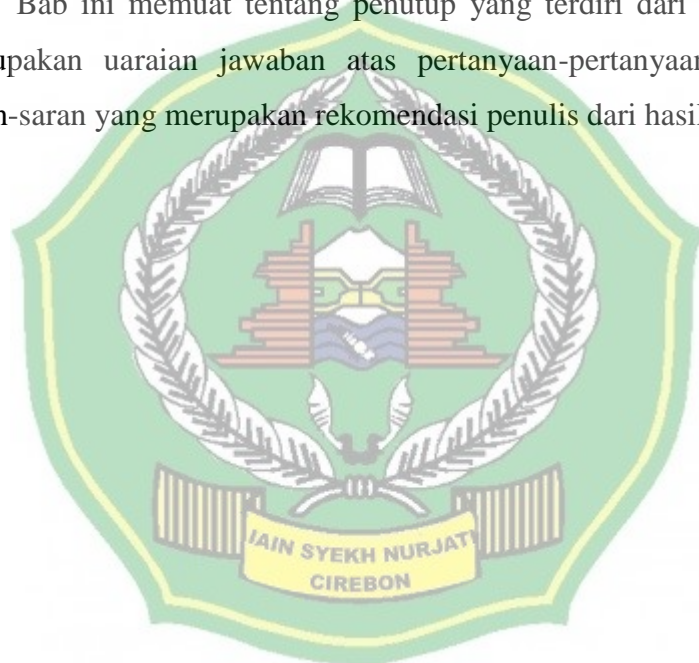 Bab ini memuat tentang penutup yang terdiri dari
upakan uaraian jawaban atas pertanyaan-pertanyaan
-saran yang merupakan rekomendasi penulis dari hasil
IAIN SYEKH NURJATI
CIREBON